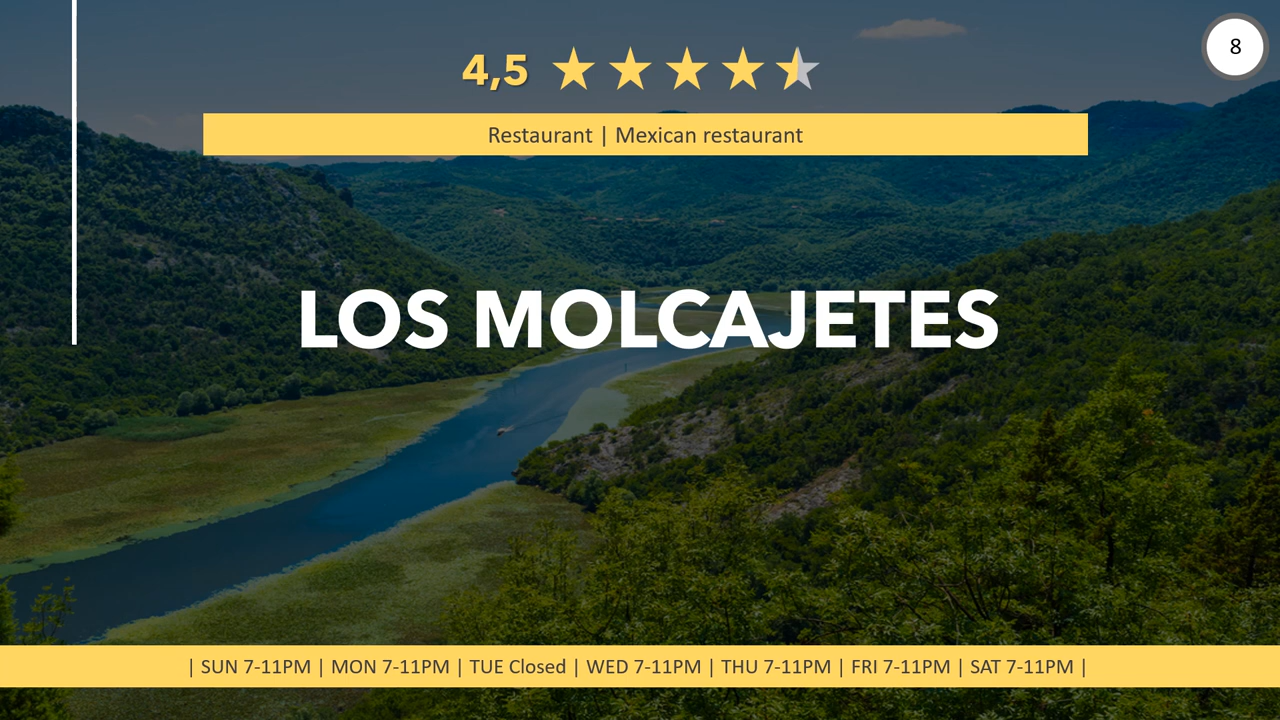 8
4,5
Restaurant | Mexican restaurant
LOS MOLCAJETES
| SUN 7-11PM | MON 7-11PM | TUE Closed | WED 7-11PM | THU 7-11PM | FRI 7-11PM | SAT 7-11PM |